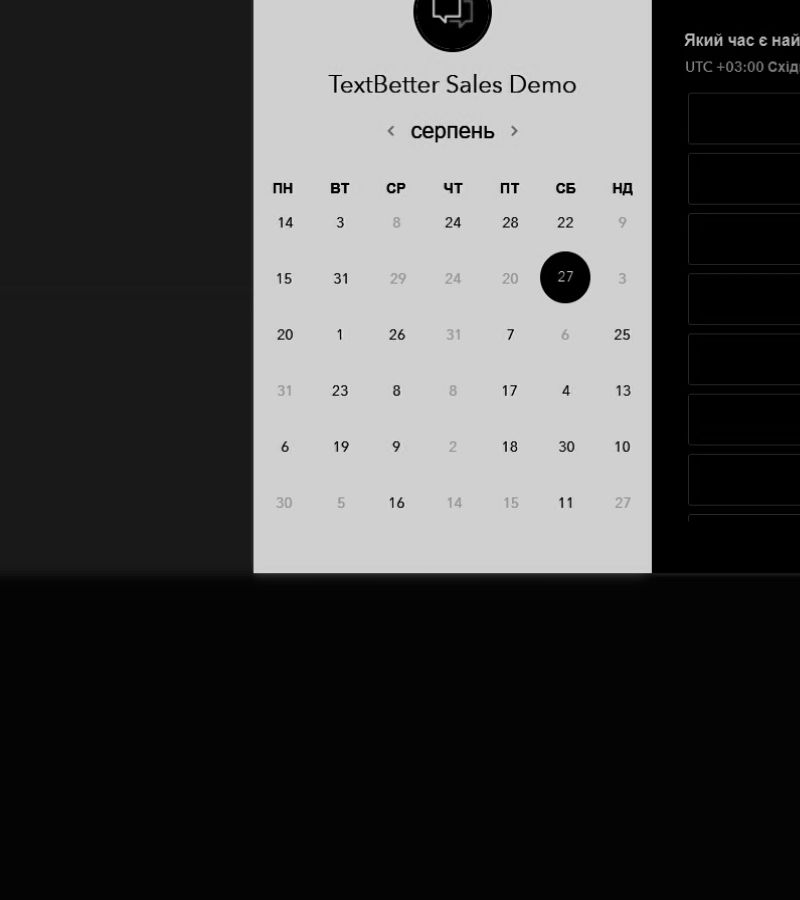 TextBetter Sales Demo
< серпень >
ПН ВТ СР ЧТ ПТ СБ НД
14 3 8 24 28 22 9
15 31 29 24 20 27 3
20 1 26 31 7 6 25
31 23 8 8 17 4 13
6 19 9 2 18 30 10
30 5 16 14 15 11 27
Який час є най
UTC +03:00 Східн